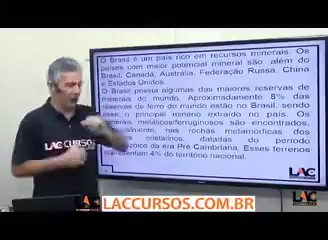 O Brasil é um país rico em recursos minerais. Os
países com maior potencial mineral são, além do
Brasil, Canadá, Austrália, Federação Russa, China
e Estados Unidos.
O Brasil possui algumas das maiores reservas de
minerais do mundo. Aproximadamente 8% das
reservas de ferro do mundo estão no Brasil, sendo
esse o principal minério extraído no país. Os
minerais metálicos/ferruginosos são encontrados,
nas rochas metamórficas dos
cristalinos, datadas do período
da era Pré Cambriana. Esses terrenos
4% do território nacional.
LAC
CURSOS
LAC
LACCURSOS.COM.BR
LAC